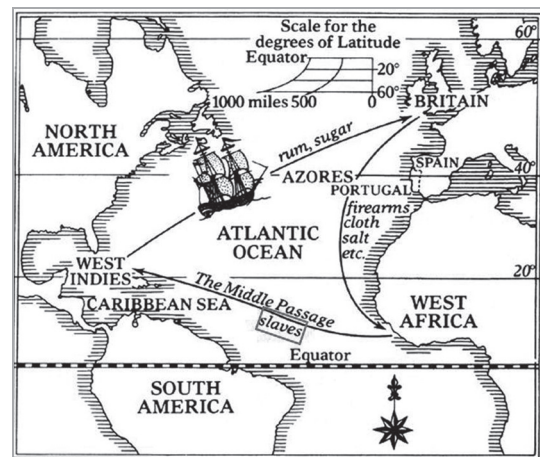 Scale for the
degrees of Latitude
Equator
20°
60°
1000 miles 500 0
60°
BRITAIN
NORTH
AMERICA
rum, sugar
SPAIN
40°
AZORES
PORTUGAL
firearms
cloth
salt
etc.
ATLANTIC
OCEAN
WEST
INDIES
20°
The Middle Passage
slaves
CARIBBEAN SEA
WEST
AFRICA
Equator
SOUTH
AMERICA